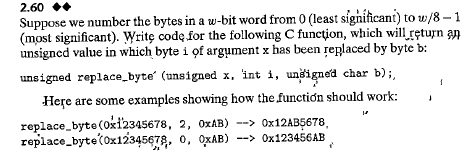 2.60 ◆◆
Suppose we number the bytes in a w-bit word from 0 (least significant) to w/8 – 1
(most significant). Write code for the following C function, which will return an
unsigned value in which byte i of argument x has been replaced by byte b:
unsigned replace_byte (unsigned x, int i, unsigned char b);
Here are some examples showing how the function should work:
replace_byte(0x12345678, 2, 0xAB) --> 0x12AB5678
replace_byte(0x12345678, 0, 0xAB) --> 0x123456AB